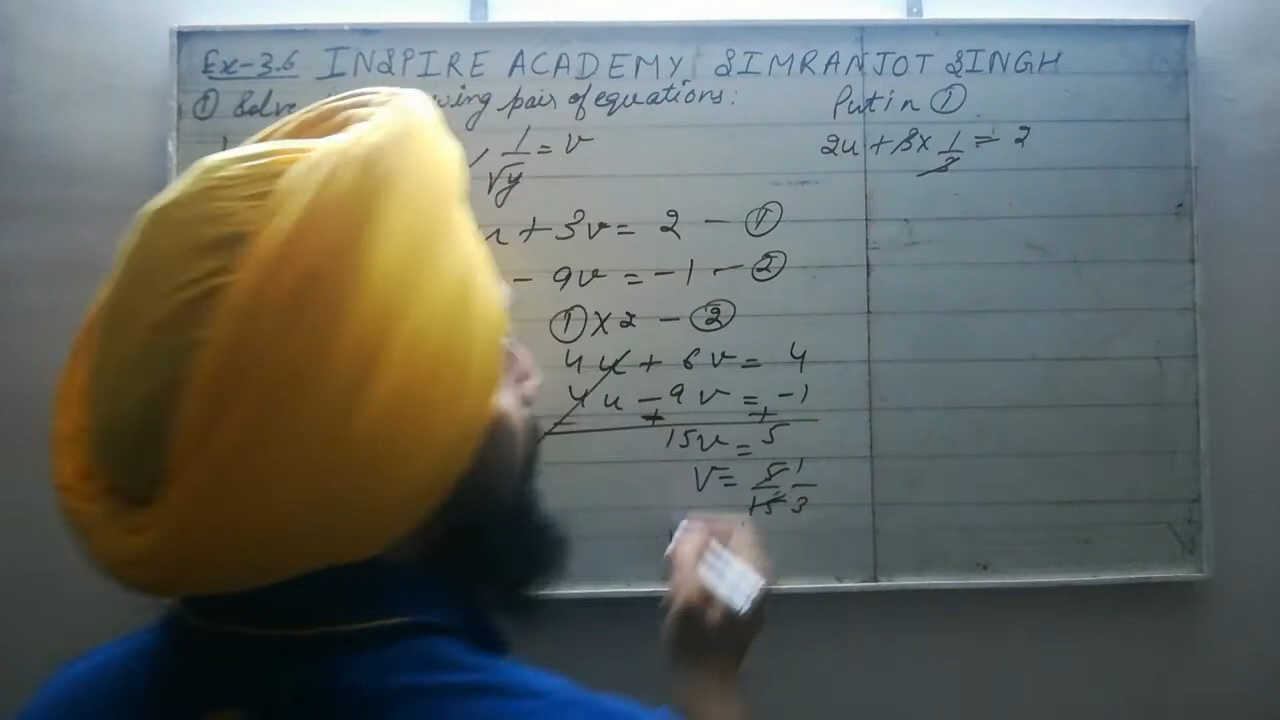 Ex-3.6 INSPIRE ACADEMY, SIMRANJOT SINGH
① Solve wing pair of equations:
1/√y = v
+ 3v = 2 - ①
- 9v = -1 - ②
① X 2 - ②
4u + 6v = 4
4u - 9v = -1
+ +
15v = 5
V = 5/15 1/3
Put in ①
2u + 3 x 1/3 = 2